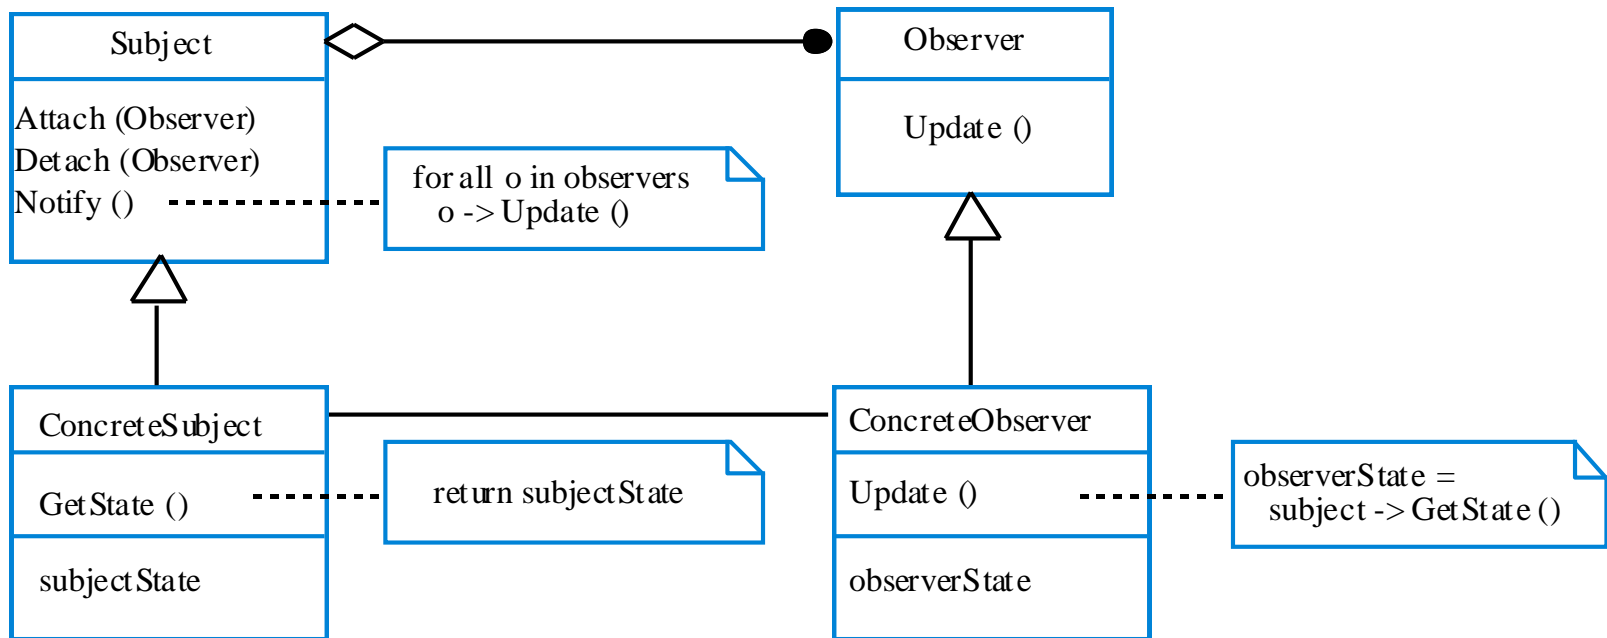 Subject
Attach (Observer)
Detach (Observer)
Notify ()
for all o in observers
o -> Update ()
Observer
Update ()
ConcreteSubject
GetState ()
subjectState
return subjectState
ConcreteObserver
Update ()
observerState
observerState =
subject -> GetState ()